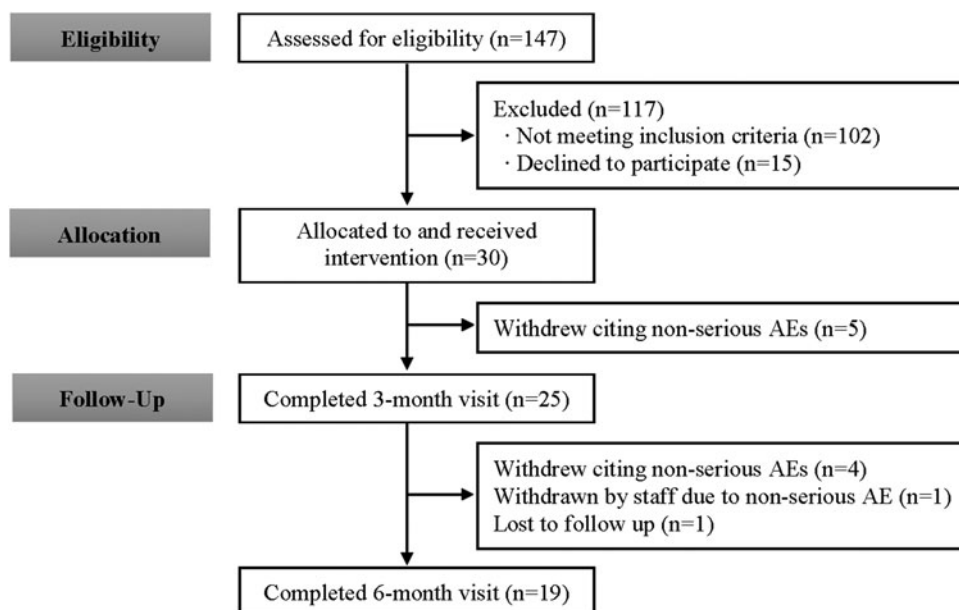 Eligibility
Assessed for eligibility (n=147)
Excluded (n=117)
· Not meeting inclusion criteria (n=102)
· Declined to participate (n=15)
Allocation
Allocated to and received
intervention (n=30)
Withdrew citing non-serious AEs (n=5)
Follow-Up
Completed 3-month visit (n=25)
Withdrew citing non-serious AEs (n=4)
Withdrawn by staff due to non-serious AE (n=1)
Lost to follow up (n=1)
Completed 6-month visit (n=19)